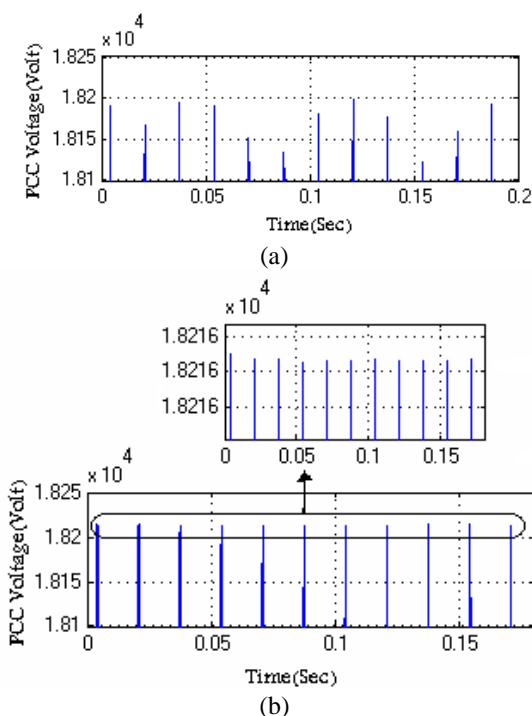 x 10
4
1.825
1.82
1.815
1.81
PCC Voltage(Volt)
0 0.05 0.1 0.15 0.2
Time(Sec)
(a)
x 10
4
1.8216
1.8216
1.8216
0 0.05 0.1 0.15
x 10
4
1.825
1.82
1.815
1.81
PCC Voltage(Volt)
0 0.05 0.1 0.15
Time(Sec)
(b)